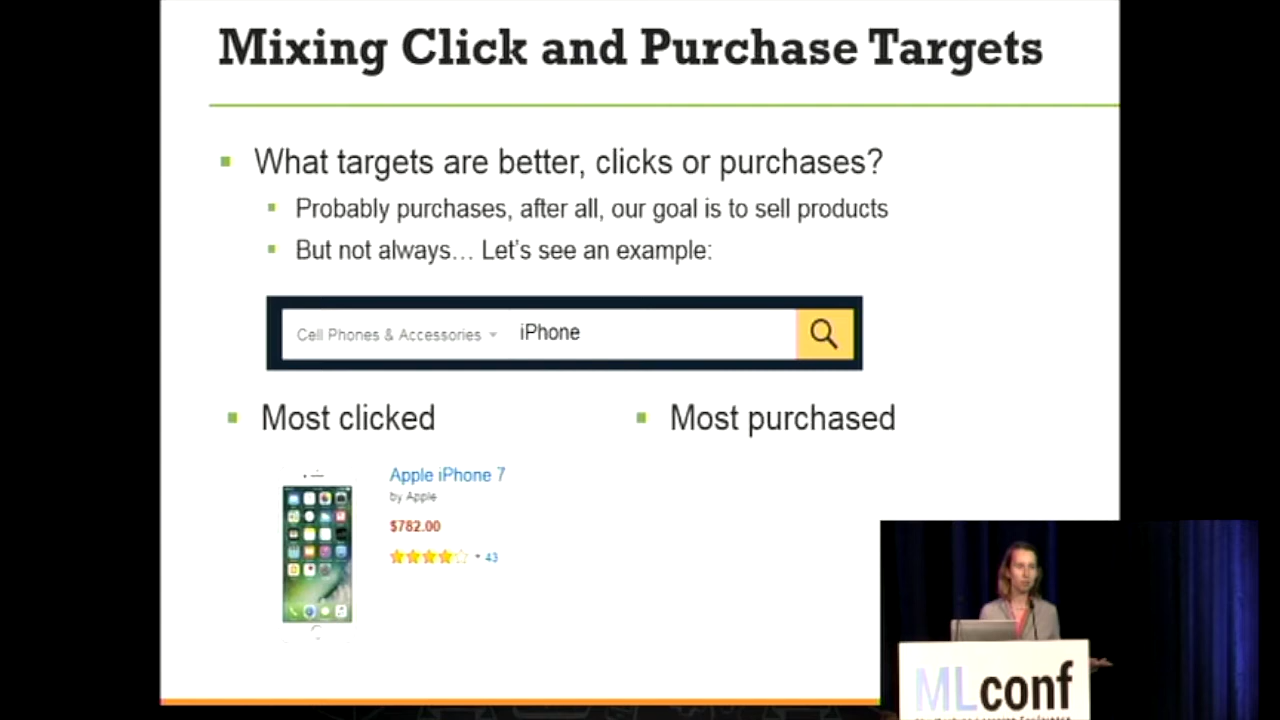 Mixing Click and Purchase Targets
What targets are better, clicks or purchases?
Probably purchases, after all, our goal is to sell products
But not always... Let's see an example:
Cell Phones & Accessories iPhone
Most clicked
Most purchased
Apple iPhone 7
by Apple
$782.00
43
MLconf